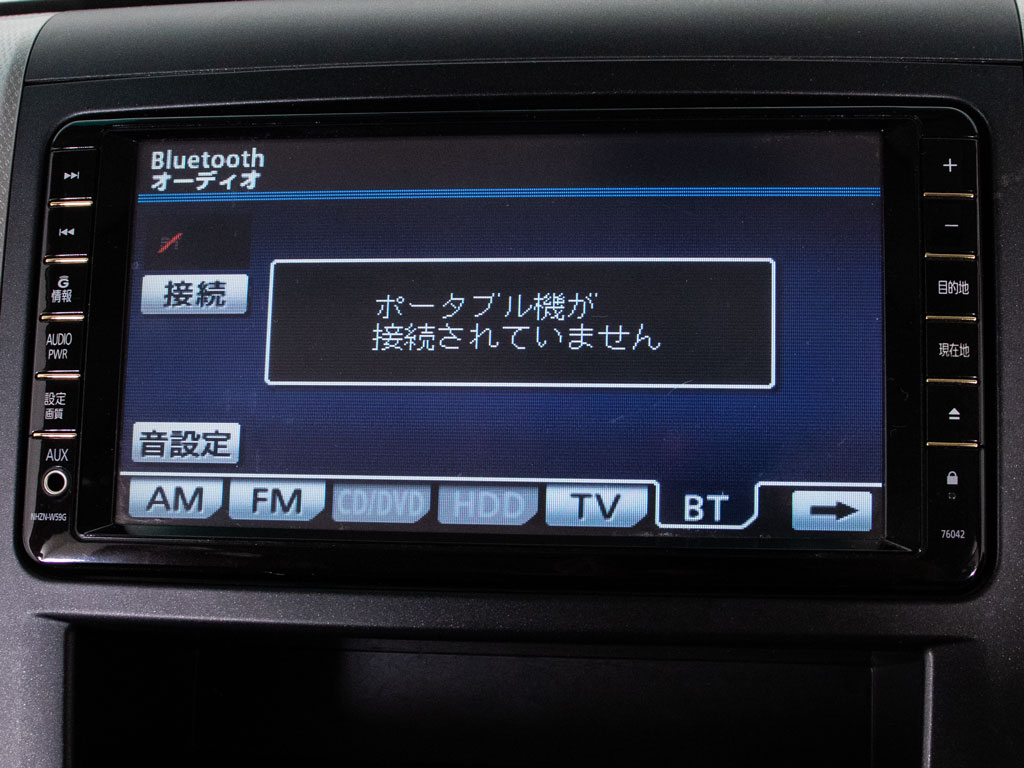 Bluetooth
オーディオ
BT
接続
ポータブル機が
接続されていません
音設定
AM
FM
CD/DVD
HDD
TV
BT
G
情報
AUDIO
PWR
設定
画質
AUX
NHZN-W59G
+
−
目的地
現在地
76042